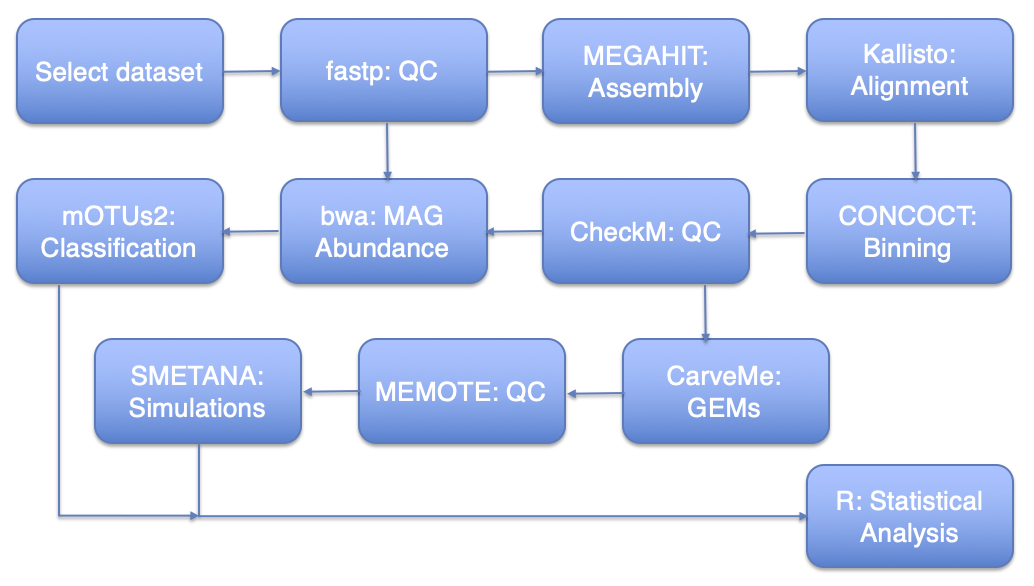 Select dataset
fastp: QC
MEGAHIT:
Assembly
Kallisto:
Alignment
mOTUs2:
Classification
bwa: MAG
Abundance
CheckM: QC
CONCOCT:
Binning
SMETANA:
Simulations
MEMOTE: QC
CarveMe:
GEMs
R: Statistical
Analysis